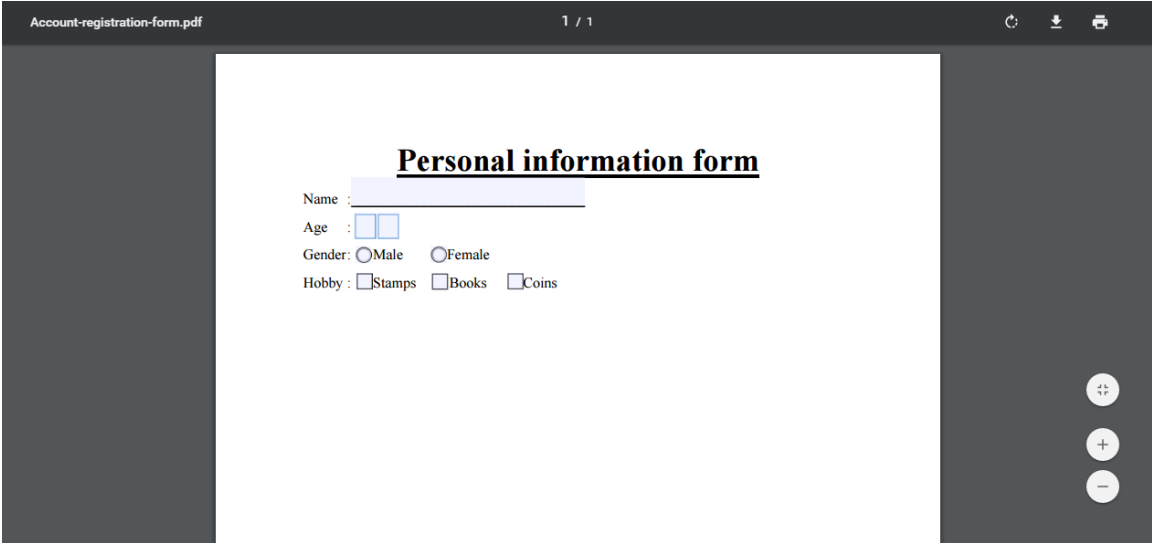 Account-registration-form.pdf 1 / 1
Personal information form
Name :
Age :
Gender: Male Female
Hobby : Stamps Books Coins